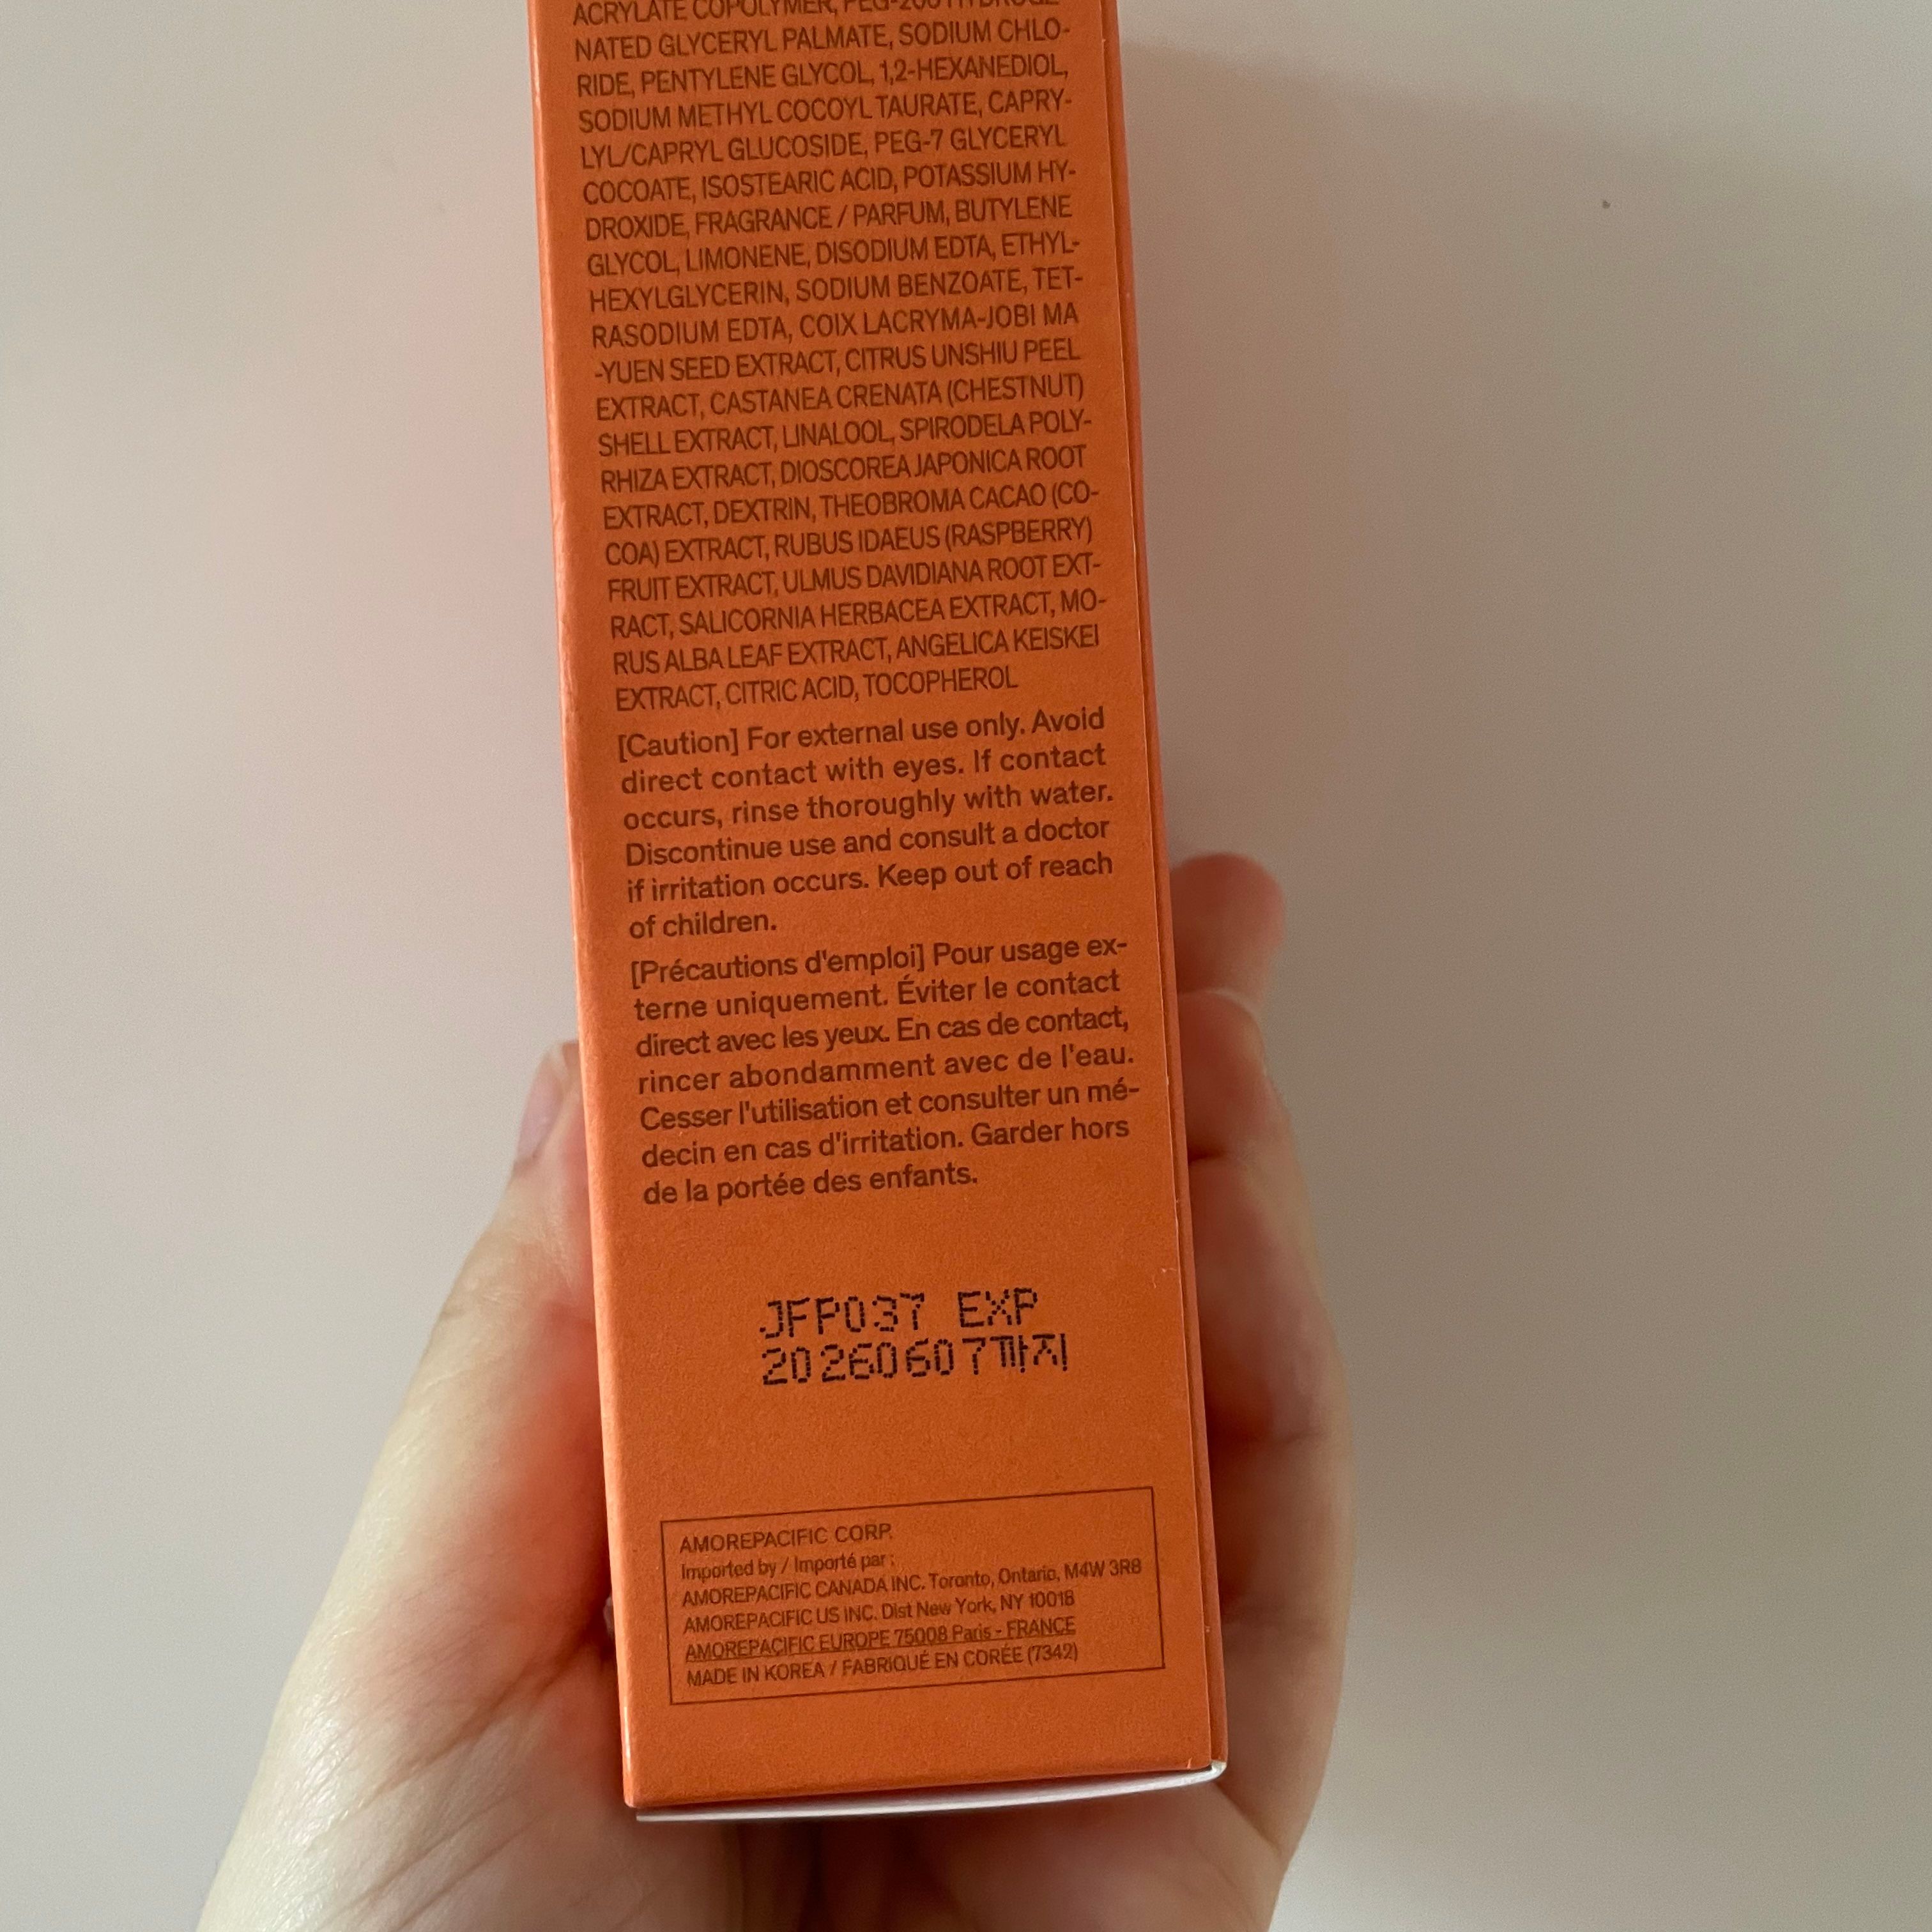 ACRYLATE COPOLYMER, PEG-200 HYDROGE-
NATED GLYCERYL PALMATE, SODIUM CHLO-
RIDE, PENTYLENE GLYCOL, 1,2-HEXANEDIOL,
SODIUM METHYL COCOYL TAURATE, CAPRY-
LYL/CAPRYL GLUCOSIDE, PEG-7 GLYCERYL
COCOATE, ISOSTEARIC ACID, POTASSIUM HY-
DROXIDE, FRAGRANCE / PARFUM, BUTYLENE
GLYCOL, LIMONENE, DISODIUM EDTA, ETHYL-
HEXYLGLYCERIN, SODIUM BENZOATE, TET-
RASODIUM EDTA, COIX LACRYMA-JOBI MA
-YUEN SEED EXTRACT, CITRUS UNSHIU PEEL
EXTRACT, CASTANEA CRENATA (CHESTNUT)
SHELL EXTRACT, LINALOOL, SPIRODELA POLY-
RHIZA EXTRACT, DIOSCOREA JAPONICA ROOT
EXTRACT, DEXTRIN, THEOBROMA CACAO (CO-
COA) EXTRACT, RUBUS IDAEUS (RASPBERRY)
FRUIT EXTRACT, ULMUS DAVIDIANA ROOT EXT-
RACT, SALICORNIA HERBACEA EXTRACT, MO-
RUS ALBA LEAF EXTRACT, ANGELICA KEISKEI
EXTRACT, CITRIC ACID, TOCOPHEROL
[Caution] For external use only. Avoid
direct contact with eyes. If contact
occurs, rinse thoroughly with water.
Discontinue use and consult a doctor
if irritation occurs. Keep out of reach
of children.
[Précautions d'emploi] Pour usage ex-
terne uniquement. Éviter le contact
direct avec les yeux. En cas de contact,
rincer abondamment avec de l'eau.
Cesser l'utilisation et consulter un mé-
decin en cas d'irritation. Garder hors
de la portée des enfants.
JFP037 EXP
20260607까지
AMOREPACIFIC CORP.
Imported by / Importé par :
AMOREPACIFIC CANADA INC. Toronto, Ontario, M4W 3R8
AMOREPACIFIC US INC. Dist New York, NY 10018
AMOREPACIFIC EUROPE 75008 Paris - FRANCE
MADE IN KOREA / FABRIQUÉ EN CORÉE (7342)